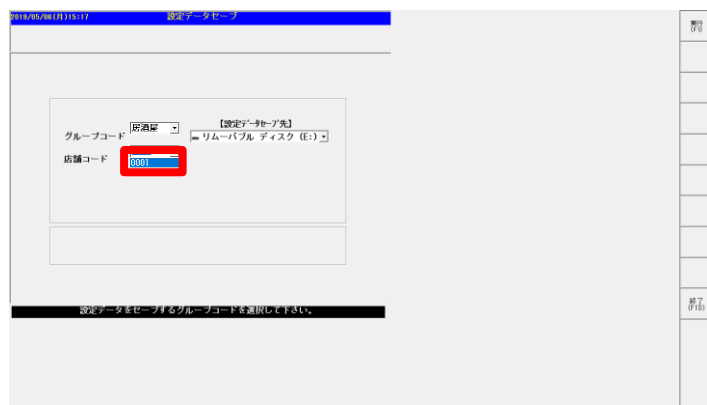 2019/05/06(月)15:17 設定データセーブ
実行
(F1)
グループコード 居酒屋
【設定ﾃﾞｰﾀｾｰﾌﾞ先】
リムーバブル ディスク (E:)
店舗コード
0001
終了
(F10)
設定データをセーブするグループコードを選択して下さい。